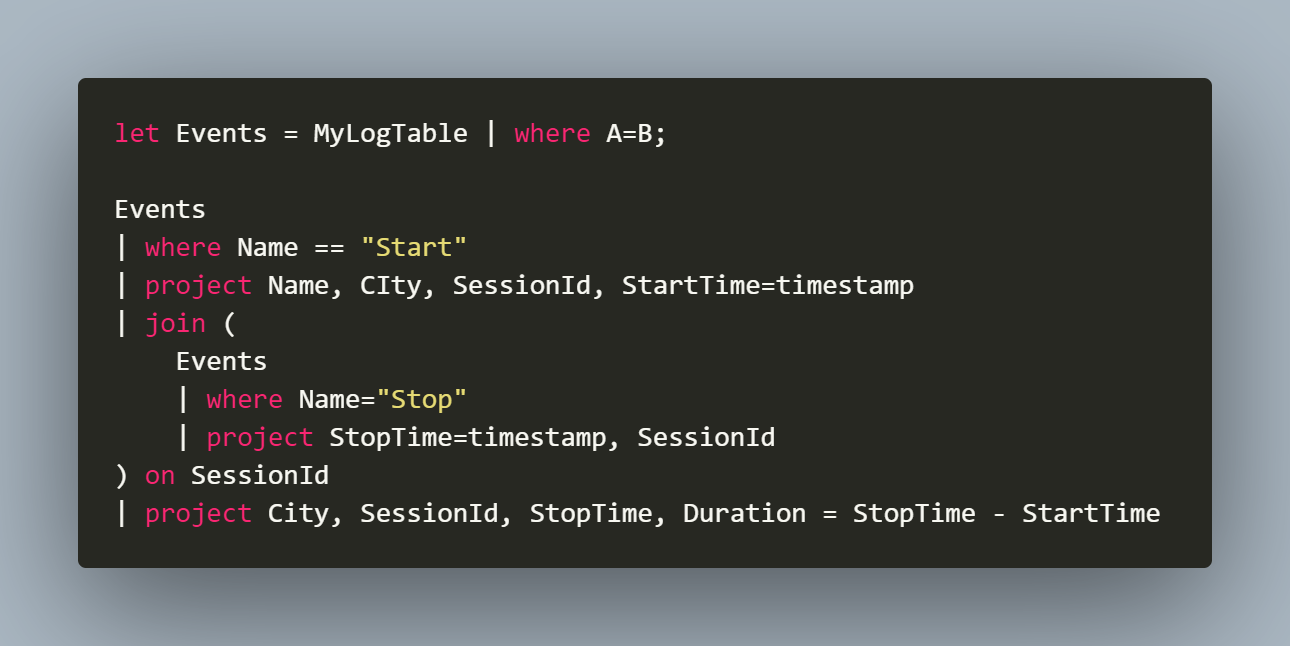 let Events = MyLogTable | where A=B;
Events
| where Name == "Start"
| project Name, CIty, SessionId, StartTime=timestamp
| join (
Events
| where Name="Stop"
| project StopTime=timestamp, SessionId
) on SessionId
| project City, SessionId, StopTime, Duration = StopTime - StartTime